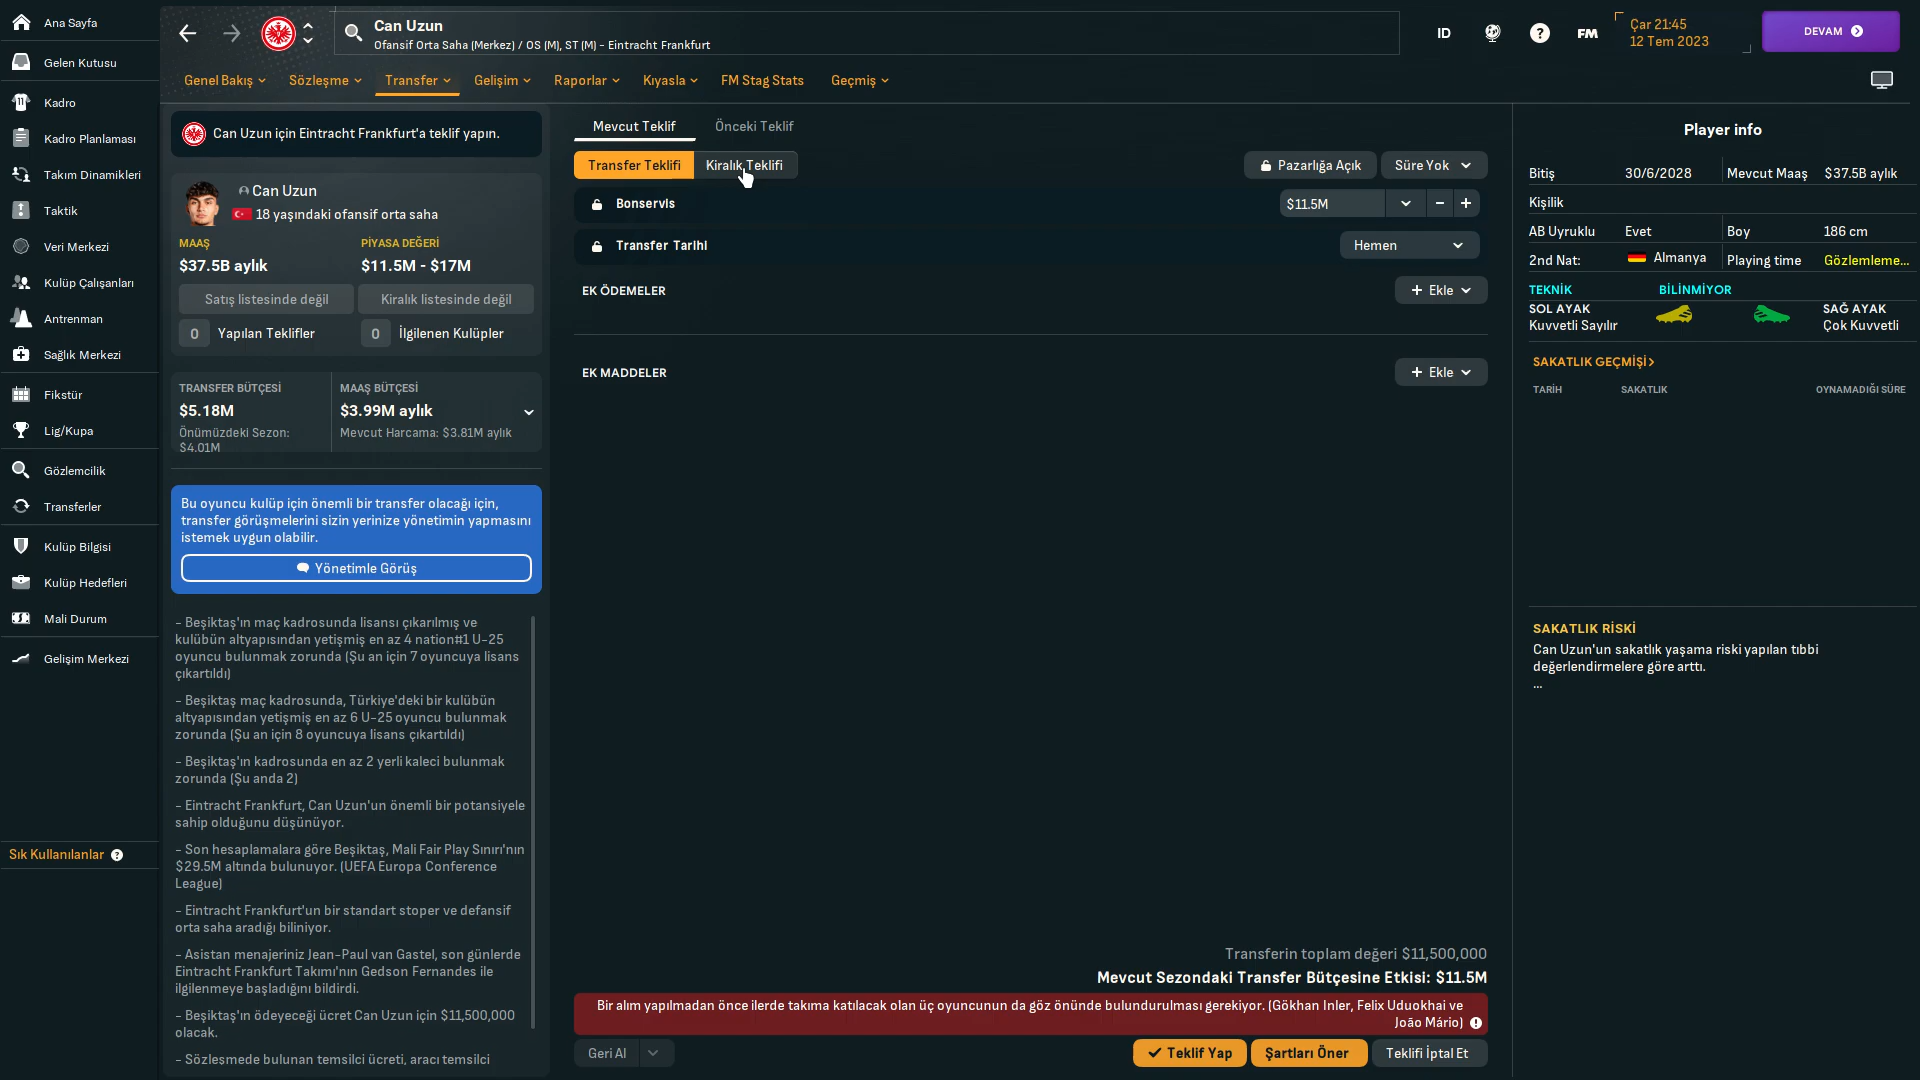 Ana Sayfa
Gelen Kutusu
Kadro
Kadro Planlaması
Takım Dinamikleri
Taktik
Veri Merkezi
Kulüp Çalışanları
Antrenman
Sağlık Merkezi
Fikstür
Lig/Kupa
Gözlemcilik
Transferler
Kulüp Bilgisi
Kulüp Hedefleri
Mali Durum
Gelişim Merkezi
Sık Kullanılanlar ?
Can Uzun
Ofansif Orta Saha (Merkez) / OS (M), ST (M) - Eintracht Frankfurt
ID
?
FM
Çar 21:45
12 Tem 2023
DEVAM
Genel Bakış
Sözleşme
Transfer
Gelişim
Raporlar
Kıyasla
FM Stag Stats
Geçmiş
Can Uzun için Eintracht Frankfurt'a teklif yapın.
Can Uzun
18 yaşındaki ofansif orta saha
MAAŞ
PİYASA DEĞERİ
$37.5B aylık
$11.5M - $17M
Satış listesinde değil
Kiralık listesinde değil
0 Yapılan Teklifler
0 İlgilenen Kulüpler
TRANSFER BÜTÇESİ
MAAŞ BÜTÇESİ
$5.18M
$3.99M aylık
Önümüzdeki Sezon:
$4.01M
Mevcut Harcama: $3.81M aylık
Bu oyuncu kulüp için önemli bir transfer olacağı için,
transfer görüşmelerini sizin yerinize yönetimin yapmasını
istemek uygun olabilir.
Yönetimle Görüş
- Beşiktaş'ın maç kadrosunda lisansı çıkarılmış ve
kulübün altyapısından yetişmiş en az 4 nation#1 U-25
oyuncu bulunmak zorunda (Şu an için 7 oyuncuya lisans
çıkartıldı)
- Beşiktaş maç kadrosunda, Türkiye'deki bir kulübün
altyapısından yetişmiş en az 6 U-25 oyuncu bulunmak
zorunda (Şu an için 8 oyuncuya lisans çıkartıldı)
- Beşiktaş'ın kadrosunda en az 2 yerli kaleci bulunmak
zorunda (Şu anda 2)
- Eintracht Frankfurt, Can Uzun'un önemli bir potansiyele
sahip olduğunu düşünüyor.
- Son hesaplamalara göre Beşiktaş, Mali Fair Play Sınırı'nın
$29.5M altında bulunuyor. (UEFA Europa Conference
League)
- Eintracht Frankfurt'un bir standart stoper ve defansif
orta saha aradığı biliniyor.
- Asistan menajeriniz Jean-Paul van Gastel, son günlerde
Eintracht Frankfurt Takımı'nın Gedson Fernandes ile
ilgilenmeye başladığını bildirdi.
- Beşiktaş'ın ödeyeceği ücret Can Uzun için $11,500,000
olacak.
- Sözleşmede bulunan temsilci ücreti, aracı temsilci
Mevcut Teklif
Önceki Teklif
Transfer Teklifi
Kiralık Teklifi
Pazarlığa Açık
Süre Yok
Bonservis
$11.5M
Transfer Tarihi
Hemen
EK ÖDEMELER
+ Ekle
EK MADDELER
+ Ekle
Transferin toplam değeri $11,500,000
Mevcut Sezondaki Transfer Bütçesine Etkisi: $11.5M
Bir alım yapılmadan önce ilerde takıma katılacak olan üç oyuncunun da göz önünde bulundurulması gerekiyor. (Gökhan Inler, Felix Uduokhai ve
João Mário)
Geri Al
Teklif Yap
Şartları Öner
Teklifi İptal Et
Player info
Bitiş
30/6/2028
Mevcut Maaş
$37.5B aylık
Kişilik
AB Uyruklu
Evet
Boy
186 cm
2nd Nat:
Almanya
Playing time
Gözlemleme...
TEKNİK
BİLİNMİYOR
SOL AYAK
Kuvvetli Sayılır
SAĞ AYAK
Çok Kuvvetli
SAKATLIK GEÇMİŞİ>
TARİH
SAKATLIK
OYNAMADIĞI SÜRE
SAKATLIK RİSKİ
Can Uzun'un sakatlık yaşama riski yapılan tıbbi
değerlendirmelere göre arttı.
...